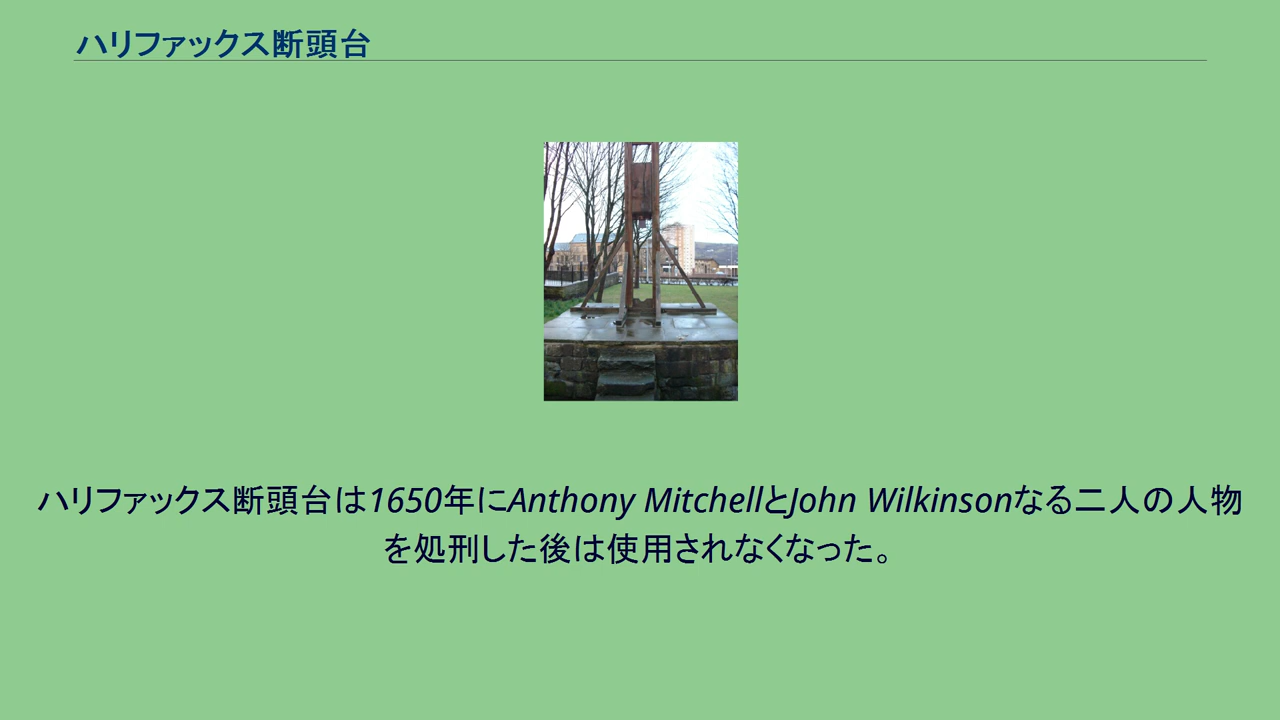 ハリファックス断頭台
ハリファックス断頭台は1650年にAnthony MitchellとJohn Wilkinsonなる二人の人物
を処刑した後は使用されなくなった。